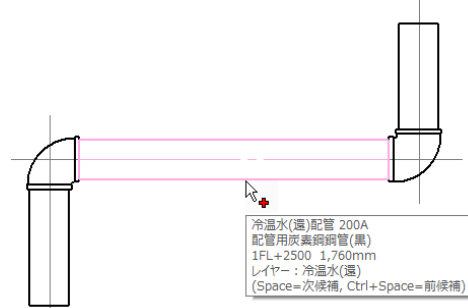 冷温水(還)配管 200A
配管用炭素鋼鋼管(黒)
1FL+2500 1,760mm
レイヤー：冷温水(還)
(Space=次候補, Ctrl+Space=前候補)